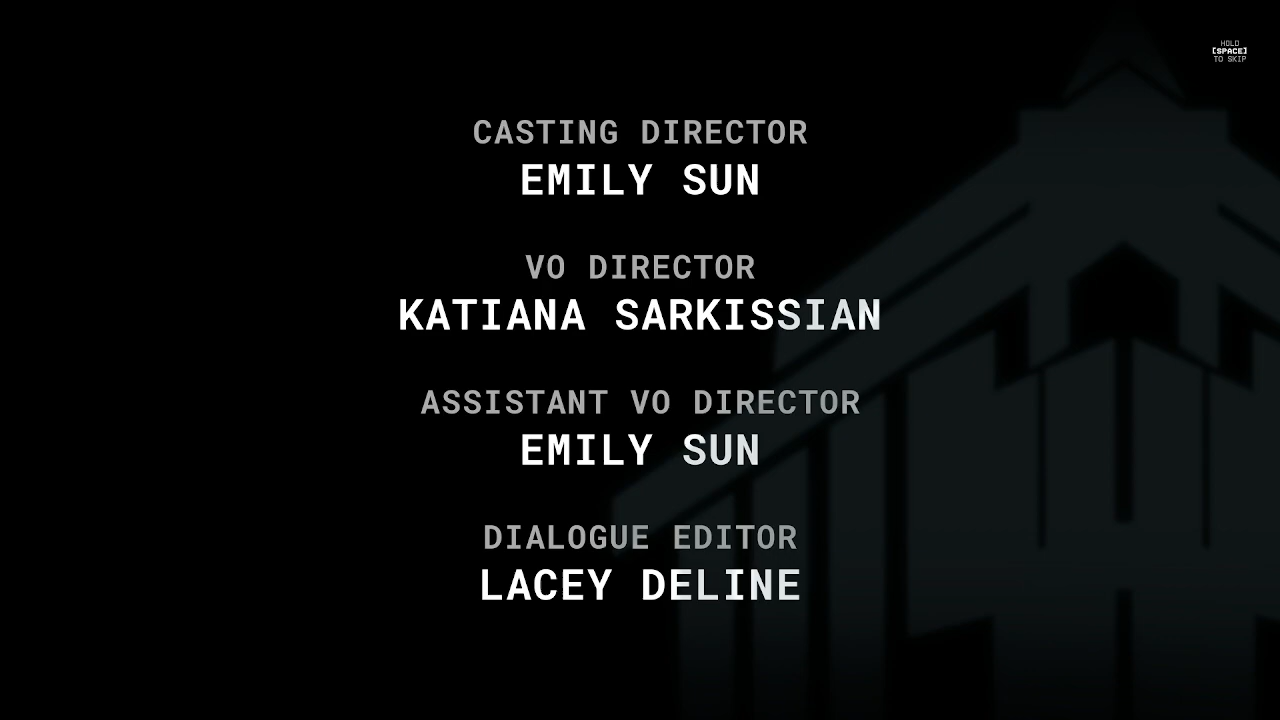 HOLD
[SPACE]
TO SKIP
CASTING DIRECTOR
EMILY SUN
VO DIRECTOR
KATIANA SARKISSIAN
ASSISTANT VO DIRECTOR
EMILY SUN
DIALOGUE EDITOR
LACEY DELINE